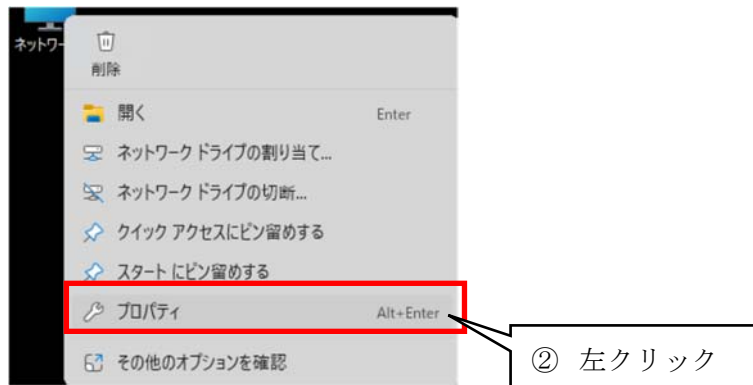 ネットワー
削除
開く Enter
ネットワーク ドライブの割り当て...
ネットワーク ドライブの切断...
クイック アクセスにピン留めする
スタート にピン留めする
プロパティ Alt+Enter
② 左クリック
その他のオプションを確認